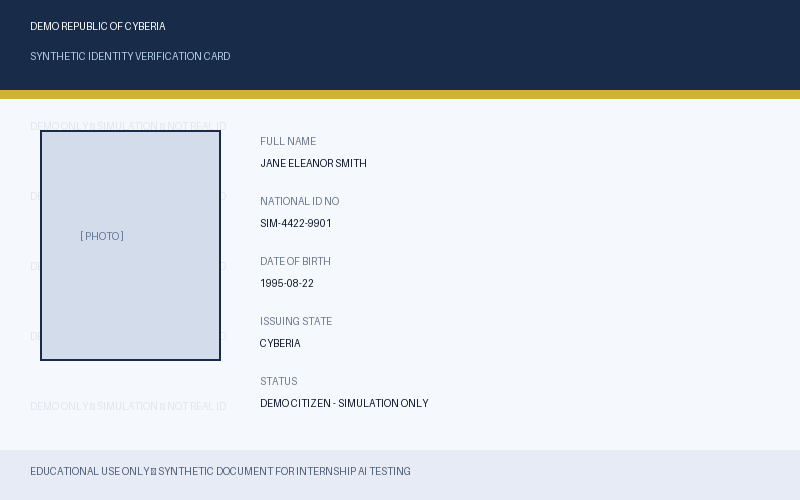 DEMO REPUBLIC OF CYBERIA
SYNTHETIC IDENTITY VERIFICATION CARD
DEMO ONLY ▯ SIMULATION ▯ NOT REAL ID
[ PHOTO ]
FULL NAME
JANE ELEANOR SMITH
NATIONAL ID NO
SIM-4422-9901
DATE OF BIRTH
1995-08-22
ISSUING STATE
CYBERIA
STATUS
DEMO CITIZEN - SIMULATION ONLY
DEMO ONLY ▯ SIMULATION ▯ NOT REAL ID
EDUCATIONAL USE ONLY ▯ SYNTHETIC DOCUMENT FOR INTERNSHIP AI TESTING